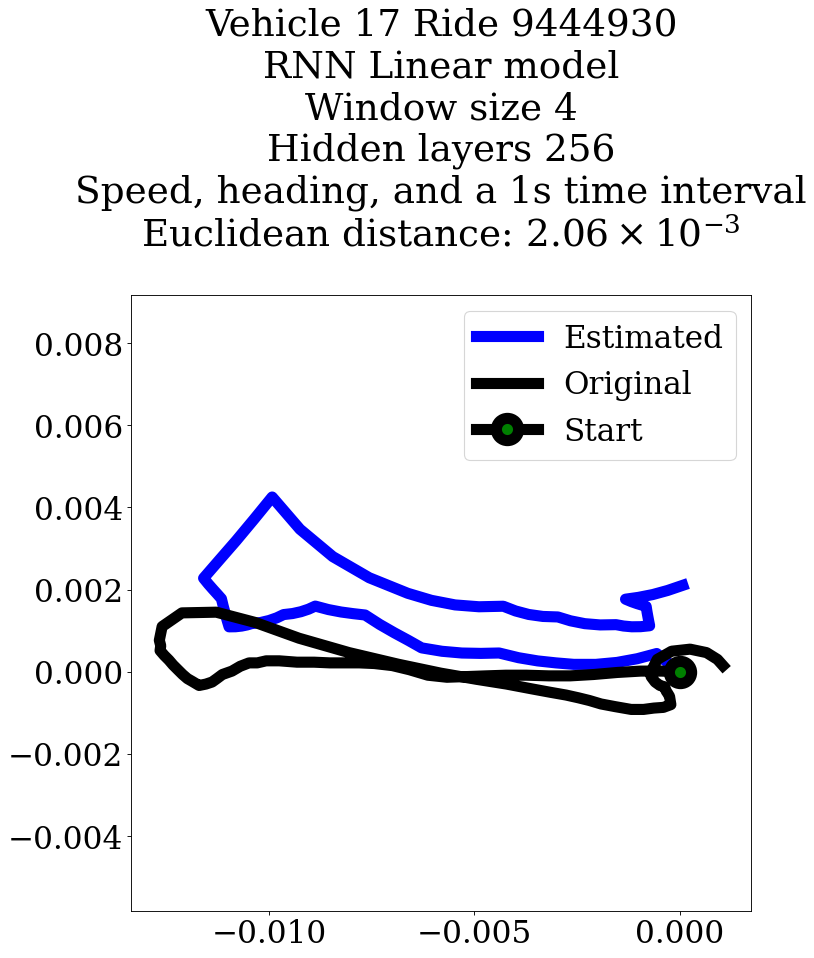 Vehicle 17 Ride 9444930
RNN Linear model
Window size 4
Hidden layers 256
Speed, heading, and a 1s time interval
Euclidean distance: 2.06 × 10⁻³
Estimated
Original
Start
0.008
0.006
0.004
0.002
0.000
−0.002
−0.004
−0.010
−0.005
0.000